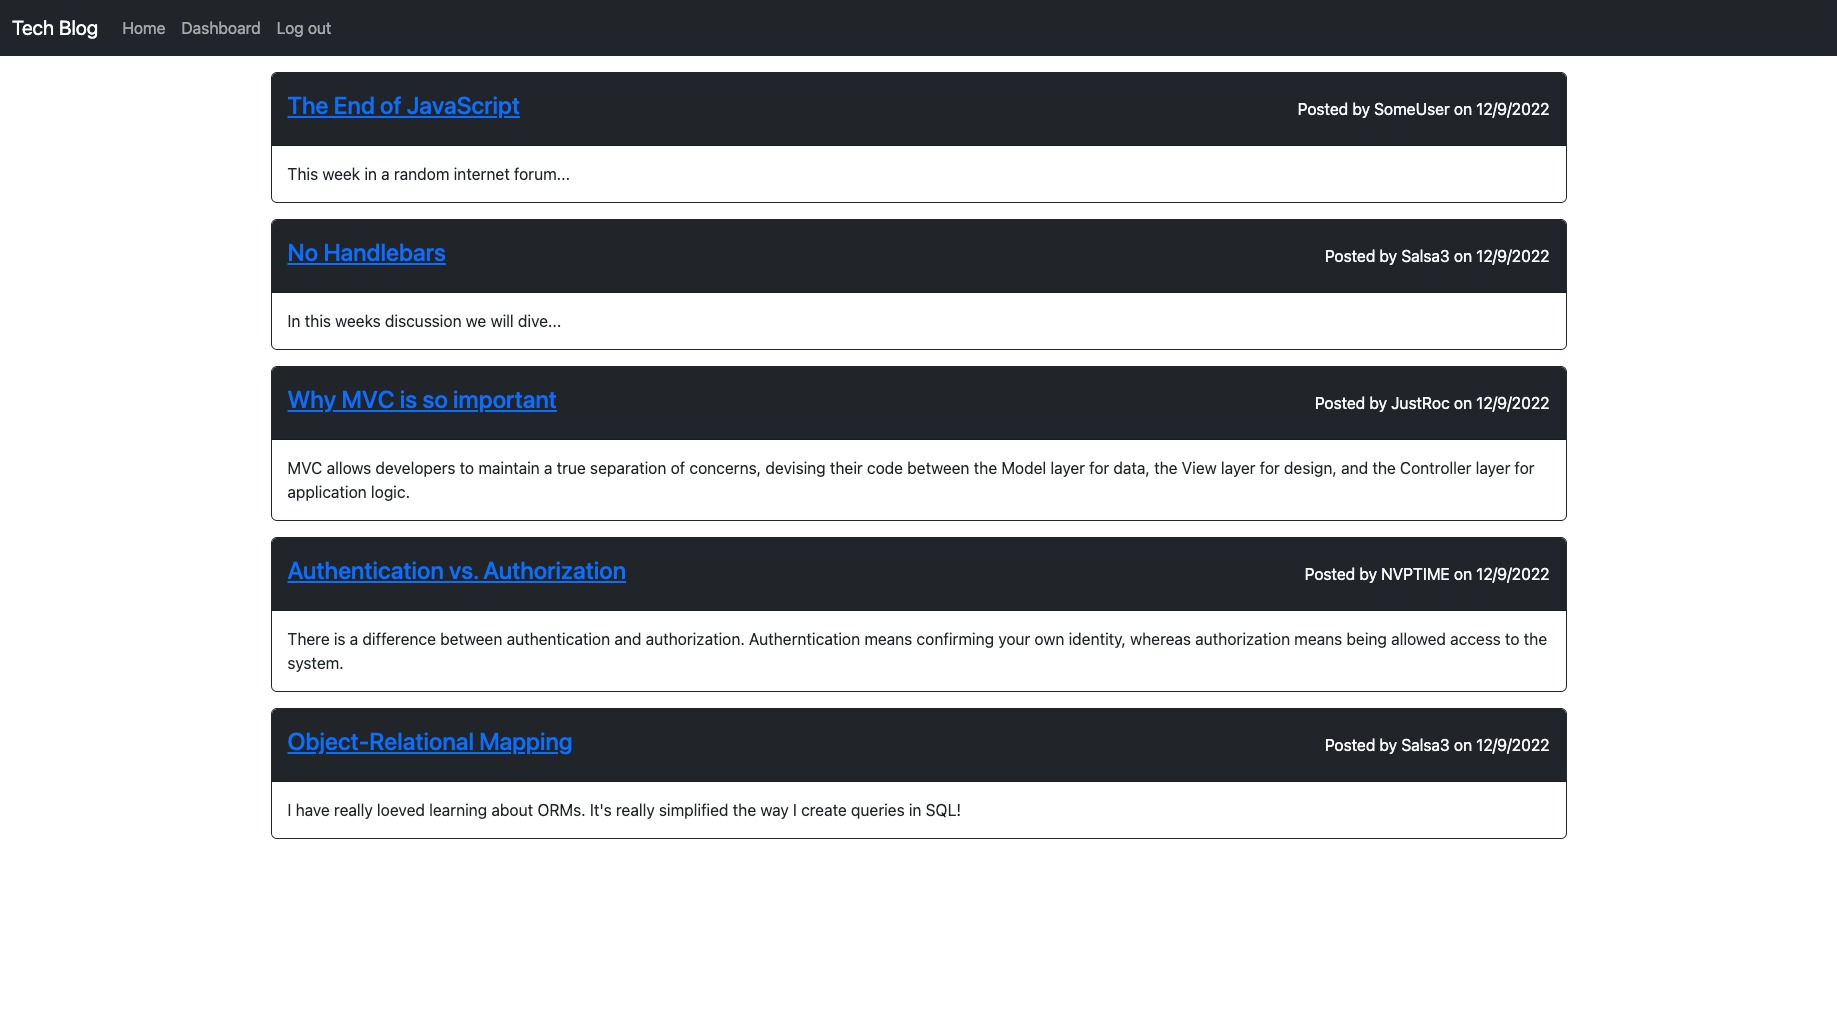 Tech Blog Home Dashboard Log out
The End of JavaScript Posted by SomeUser on 12/9/2022
This week in a random internet forum...
No Handlebars Posted by Salsa3 on 12/9/2022
In this weeks discussion we will dive...
Why MVC is so important Posted by JustRoc on 12/9/2022
MVC allows developers to maintain a true separation of concerns, devising their code between the Model layer for data, the View layer for design, and the Controller layer for
application logic.
Authentication vs. Authorization Posted by NVPTIME on 12/9/2022
There is a difference between authentication and authorization. Autherntication means confirming your own identity, whereas authorization means being allowed access to the
system.
Object-Relational Mapping Posted by Salsa3 on 12/9/2022
I have really loeved learning about ORMs. It's really simplified the way I create queries in SQL!